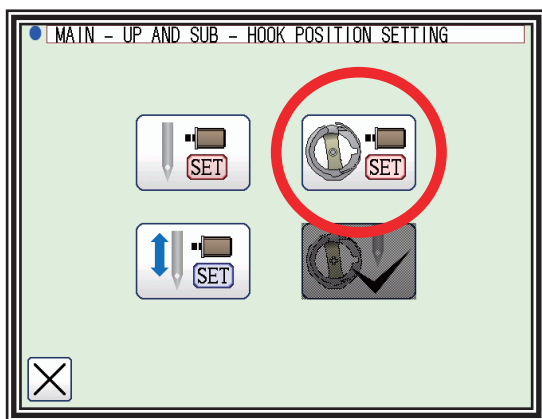 MAIN – UP AND SUB – HOOK POSITION SETTING
SET
SET
SET